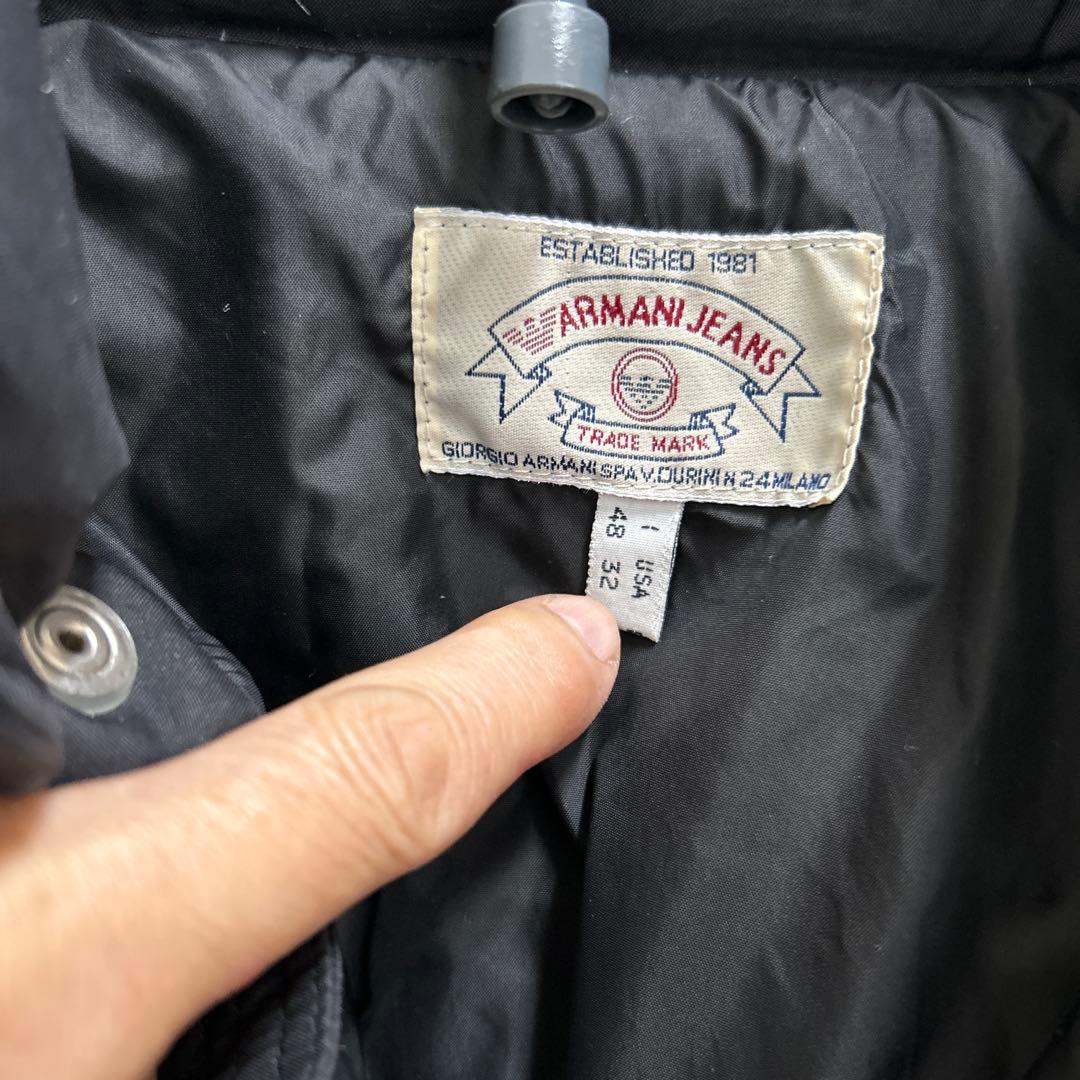 ESTABLISHED 1981
ARMANI JEANS
TRADE MARK
GIORGIO ARMANI SPA V. DURINI N 24 MILANO
I USA
48 32